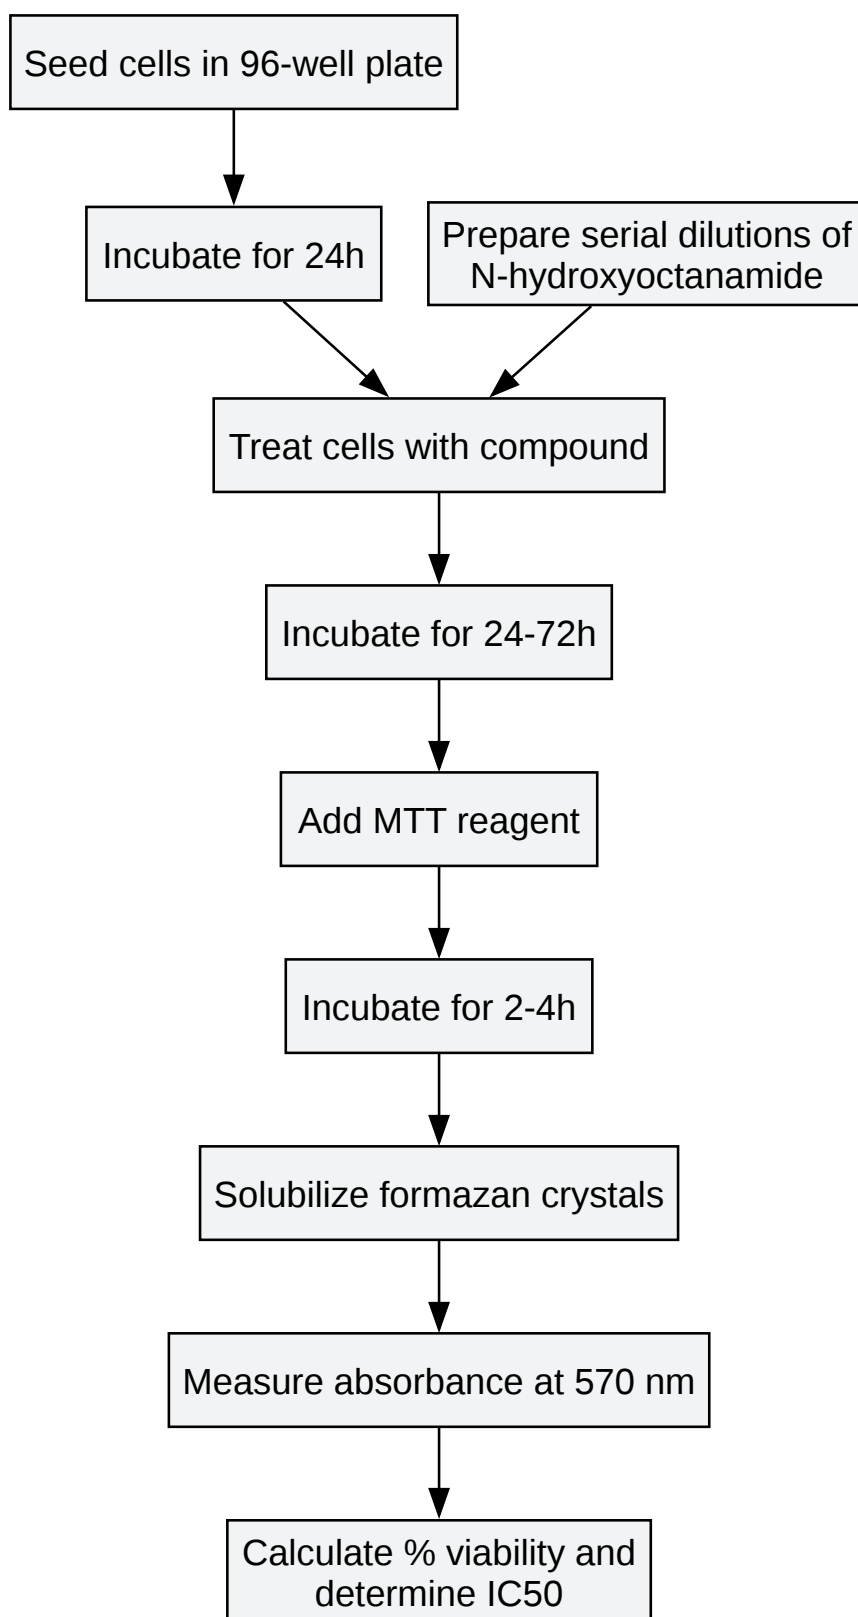 Seed cells in 96-well plate
Incubate for 24h
Prepare serial dilutions of
N-hydroxyoctanamide
Treat cells with compound
Incubate for 24-72h
Add MTT reagent
Incubate for 2-4h
Solubilize formazan crystals
Measure absorbance at 570 nm
Calculate % viability and
determine IC50